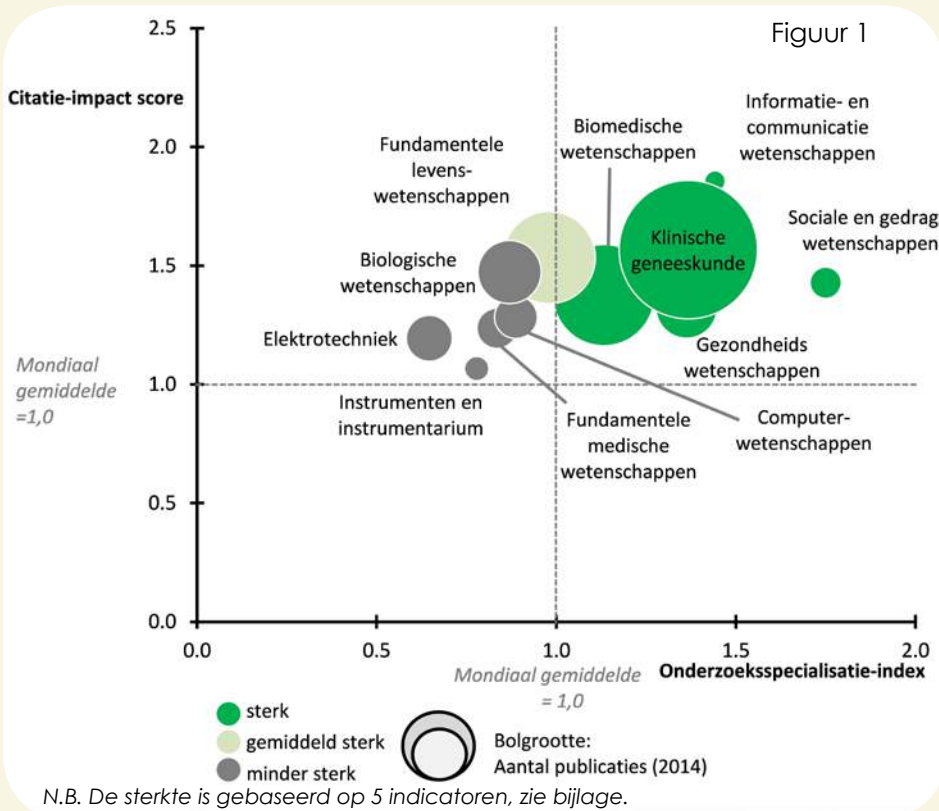 Figuur 1
Citatie-impact score
2.5
2.0
1.5
1.0
0.5
0.0
Mondiaal
gemiddelde
=1,0
Informatie- en
communicatie
wetenschappen
Biomedische
wetenschappen
Fundamentele
levens-
wetenschappen
Sociale en gedrag
wetenschappen
Klinische
geneeskunde
Biologische
wetenschappen
Elektrotechniek
Gezondheids
wetenschappen
Instrumenten en
instrumentarium
Fundamentele
medische
wetenschappen
Computer-
wetenschappen
0.0
0.5
1.0
1.5
2.0
Mondiaal gemiddelde
= 1,0
Onderzoeksspecialisatie-index
sterk
gemiddeld sterk
minder sterk
Bolgrootte:
Aantal publicaties (2014)
N.B. De sterkte is gebaseerd op 5 indicatoren, zie bijlage.